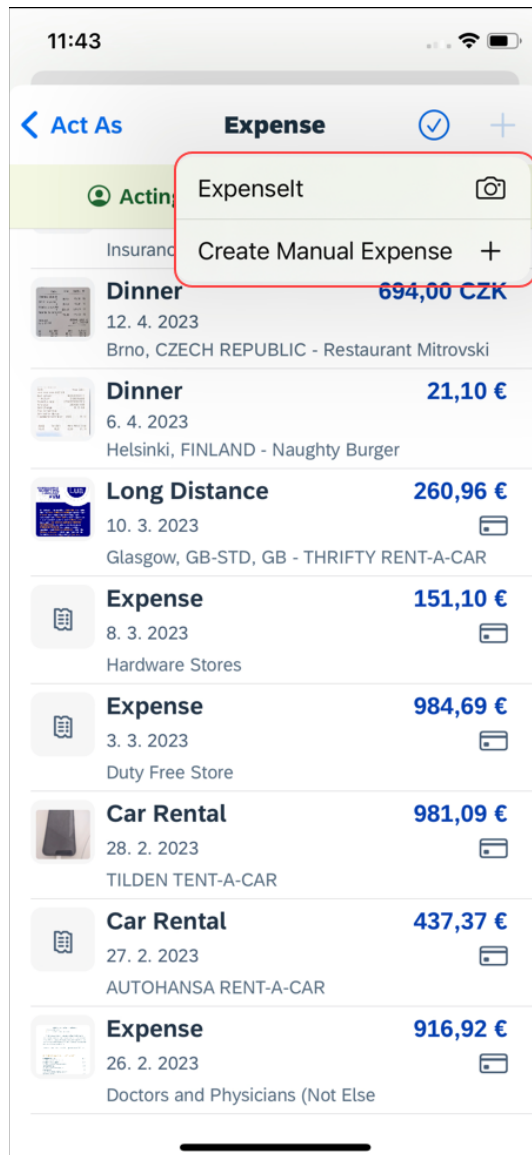 11:43
Act As
Expense
Acting
ExpenseIt
Create Manual Expense
Insuranc
Dinner
694,00 CZK
12. 4. 2023
Brno, CZECH REPUBLIC - Restaurant Mitrovski
Dinner
21,10 €
6. 4. 2023
Helsinki, FINLAND - Naughty Burger
Long Distance
260,96 €
10. 3. 2023
Glasgow, GB-STD, GB - THRIFTY RENT-A-CAR
Expense
151,10 €
8. 3. 2023
Hardware Stores
Expense
984,69 €
3. 3. 2023
Duty Free Store
Car Rental
981,09 €
28. 2. 2023
TILDEN TENT-A-CAR
Car Rental
437,37 €
27. 2. 2023
AUTOHANSA RENT-A-CAR
Expense
916,92 €
26. 2. 2023
Doctors and Physicians (Not Else